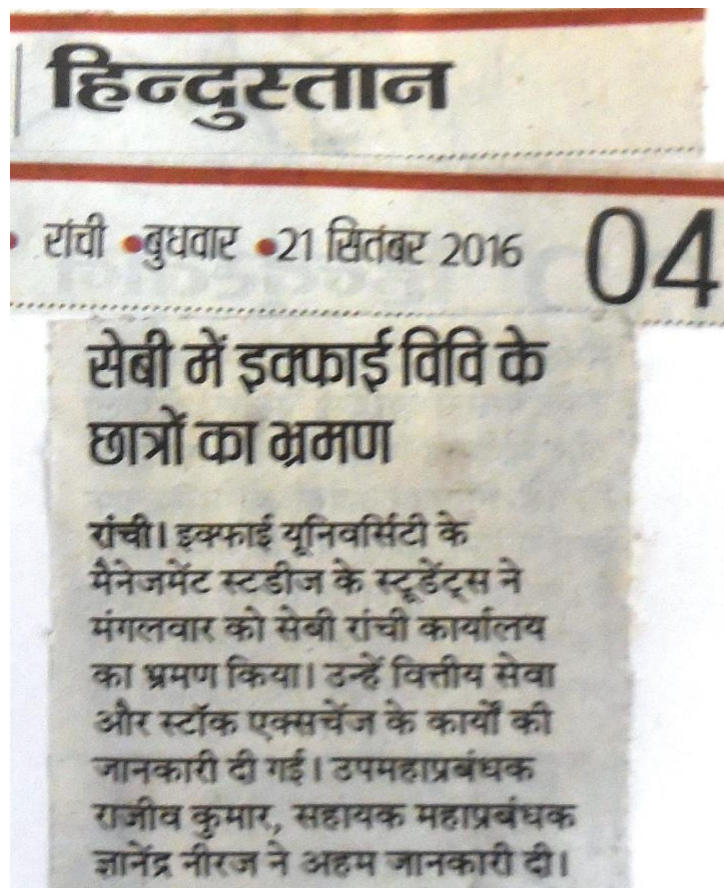 हिन्दुस्तान
रांची •बुधवार •21 सितंबर 2016 04
सेबी में इक्फाई विवि के
छात्रों का भ्रमण
रांची। इक्फाई यूनिवर्सिटी के
मैनेजमेंट स्टडीज के स्टूडेंट्स ने
मंगलवार को सेबी रांची कार्यालय
का भ्रमण किया। उन्हें वित्तीय सेवा
और स्टॉक एक्सचेंज के कार्यों की
जानकारी दी गई। उपमहाप्रबंधक
राजीव कुमार, सहायक महाप्रबंधक
ज्ञानेंद्र नीरज ने अहम जानकारी दी।